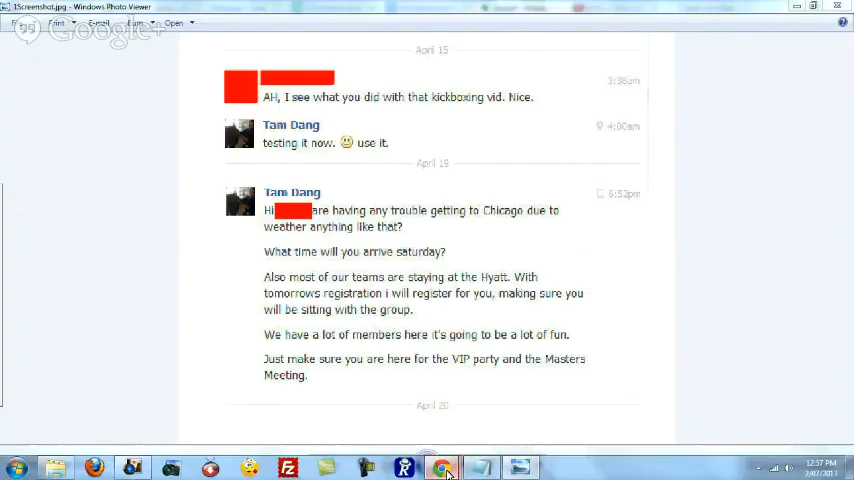 1Screenshot.jpg - Windows Photo Viewer
Print E-mail Burn Open
Google+
April 15
3:38am
AH, I see what you did with that kickboxing vid. Nice.
Tam Dang 4:00am
testing it now. use it.
April 19
Tam Dang 6:52pm
Hi are having any trouble getting to Chicago due to
weather anything like that?
What time will you arrive saturday?
Also most of our teams are staying at the Hyatt. With
tomorrows registration i will register for you, making sure you
will be sitting with the group.
We have a lot of members here it's going to be a lot of fun.
Just make sure you are here for the VIP party and the Masters
Meeting.
April 20
12:57 PM
2/07/2013